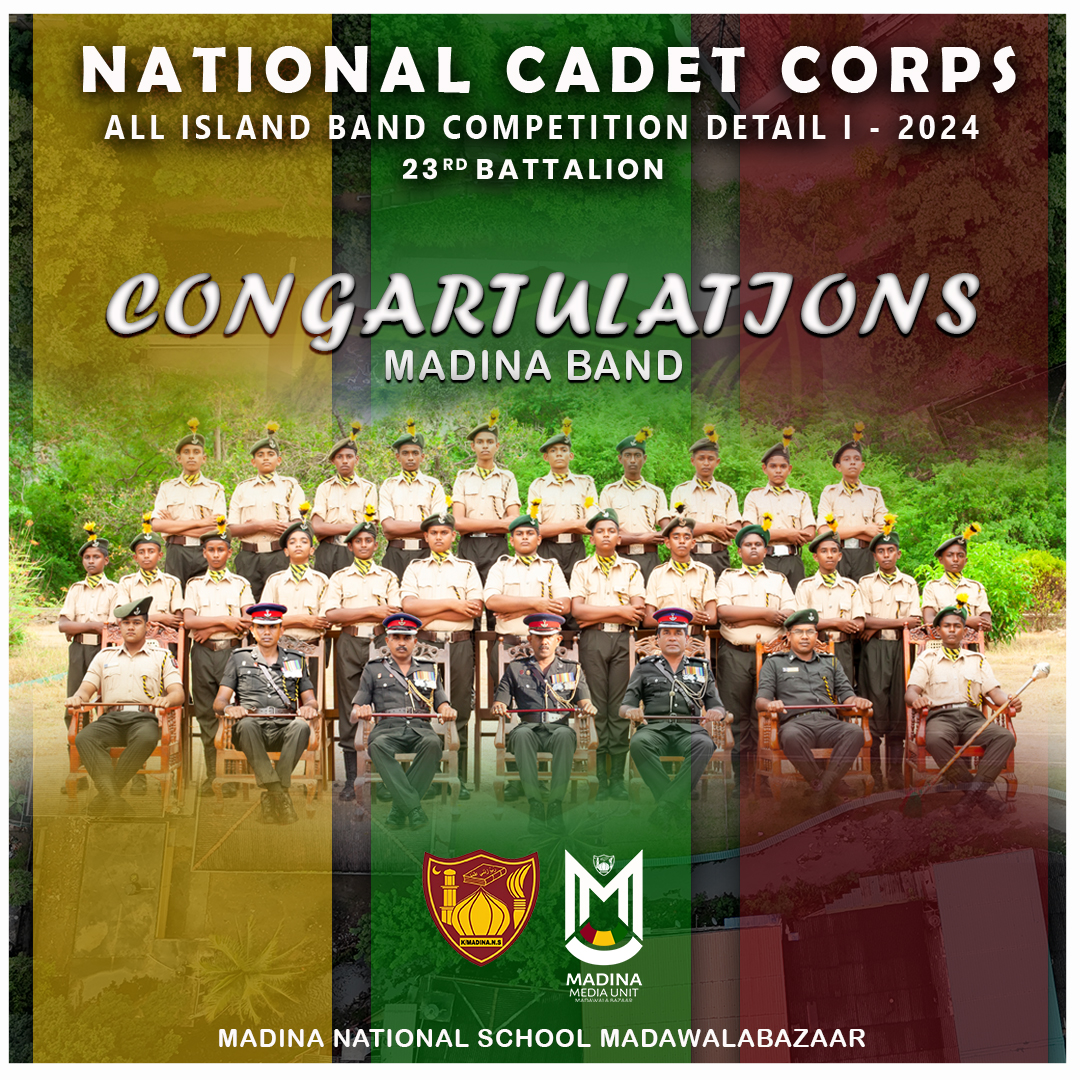 NATIONAL CADET CORPS
ALL ISLAND BAND COMPETITION DETAIL I - 2024
23RD BATTALION
CONGARTULATIONS
MADINA BAND
K/MADINA.N.S
MADINA
MEDIA UNIT
MADAWALA BAZAAR
MADINA NATIONAL SCHOOL MADAWALABAZAAR